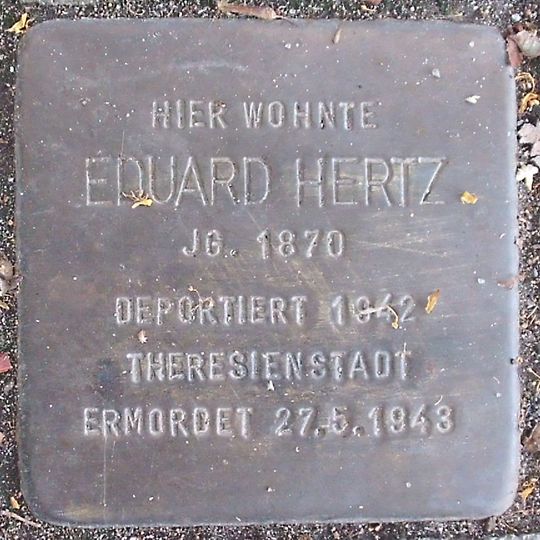 HIER WOHNTE
EDUARD HERTZ
JG. 1870
DEPORTIERT 1942
THERESIENSTADT
ERMORDET 27.5.1943